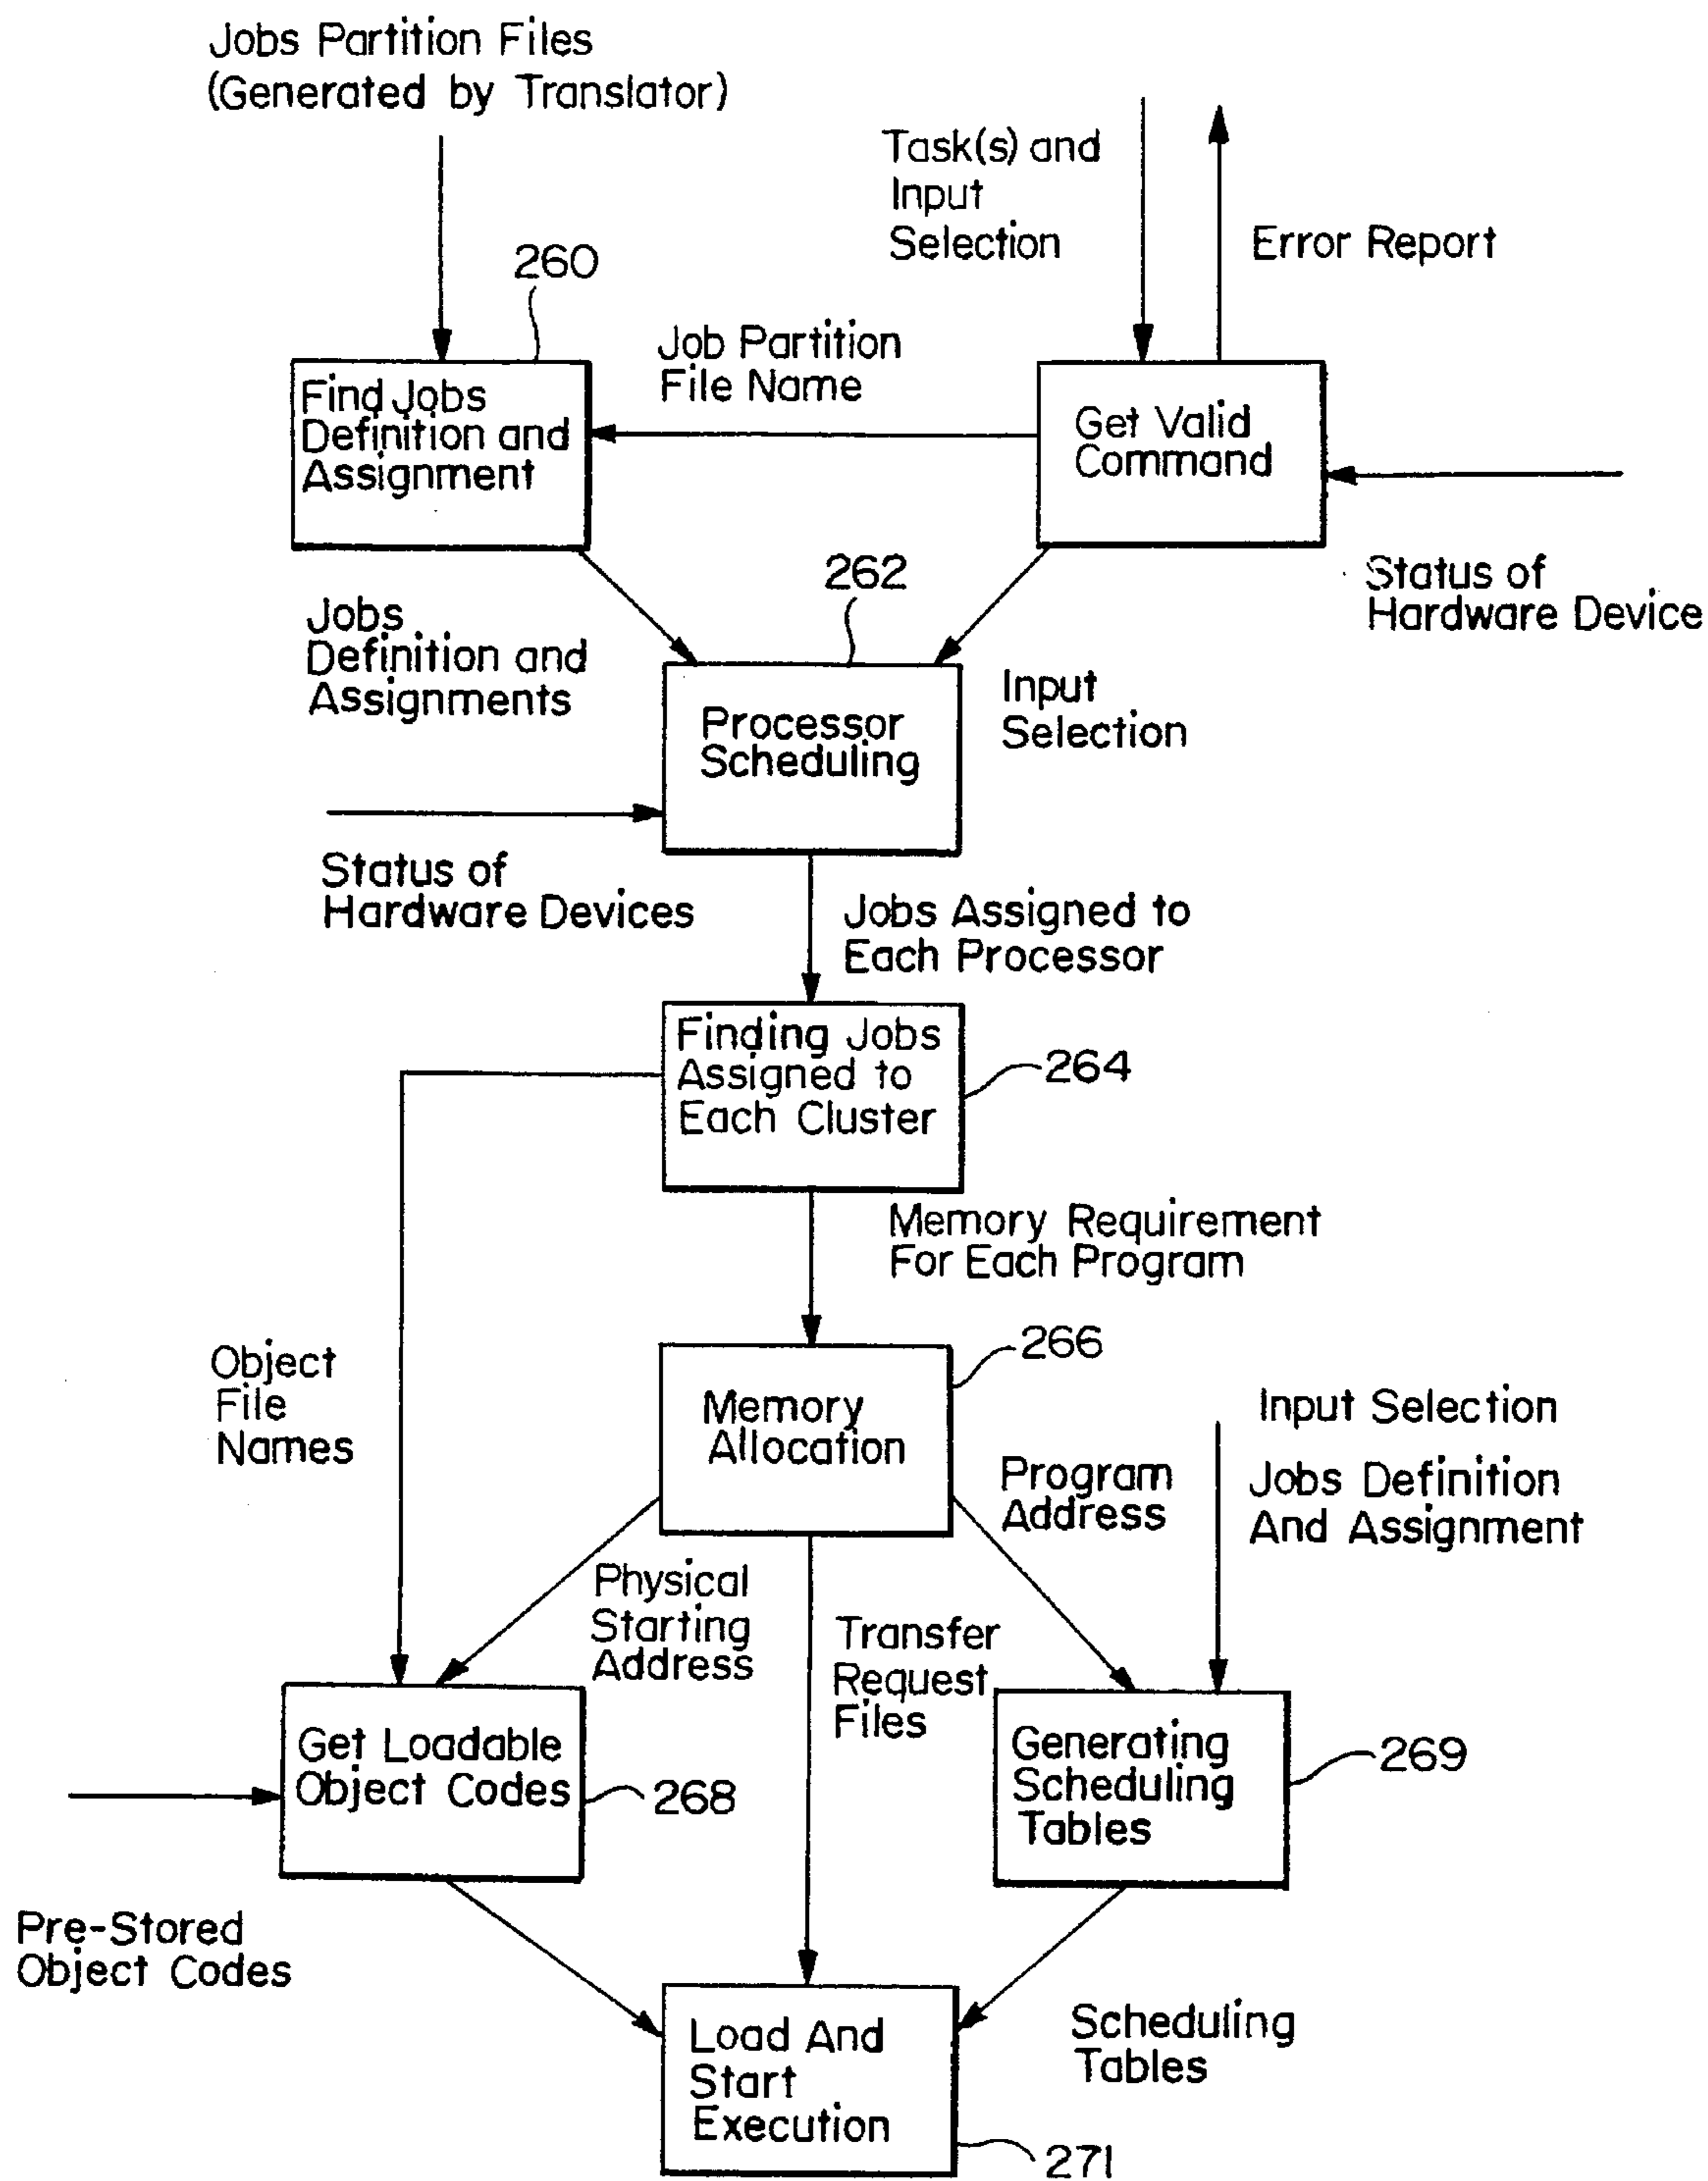 Jobs Partition Files
(Generated by Translator)
Task(s) and
Input
Selection
Error Report
260
Job Partition
File Name
Find Jobs
Definition and
Assignment
Get Valid
Command
Status of
Hardware Device
262
Jobs
Definition and
Assignments
Input
Selection
Processor
Scheduling
Status of
Hardware Devices
Jobs Assigned to
Each Processor
Finding Jobs
Assigned to
Each Cluster
264
Memory Requirement
For Each Program
266
Object
File
Names
Memory
Allocation
Input Selection
Program
Address
Jobs Definition
And Assignment
Physical
Starting
Address
Transfer
Request
Files
Get Loadable
Object Codes
268
Generating
Scheduling
Tables
269
Pre-Stored
Object Codes
Load And
Start
Execution
Scheduling
Tables
271